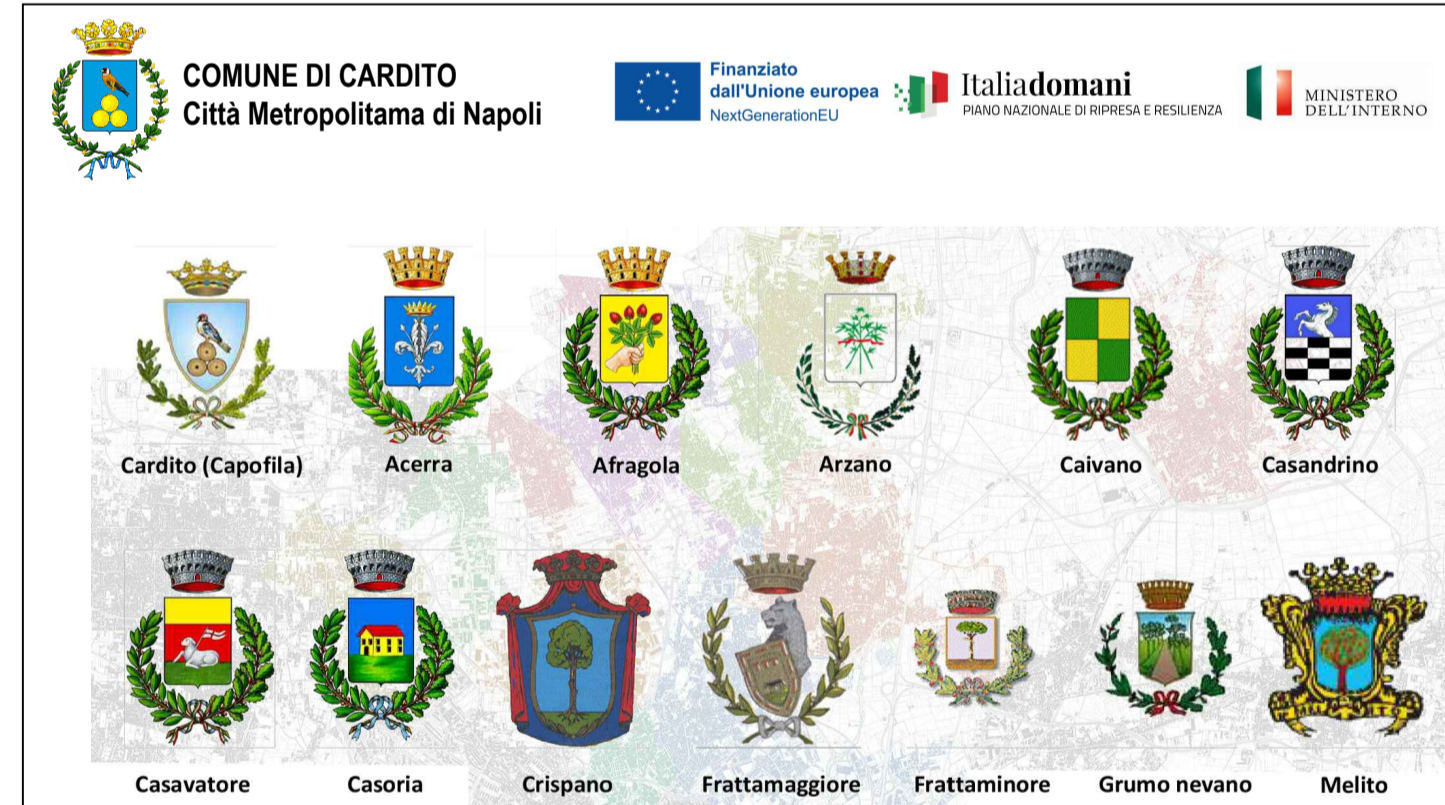 COMUNE DI CARDITO
Città Metropolitama di Napoli
Finanziato
dall'Unione europea
NextGenerationEU
Italiadomani
PIANO NAZIONALE DI RIPRESA E RESILIENZA
MINISTERO
DELL'INTERNO
Cardito (Capofila) Acerra Afragola Arzano Caivano Casandrino
Casavatore Casoria Crispano Frattamaggiore Frattaminore Grumo nevano Melito